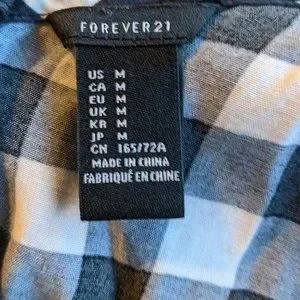 FOREVER21
US M
CA M
EU M
UK M
KR M
JP M
CN 165/72A
MADE IN CHINA
FABRIQUÉ EN CHINE